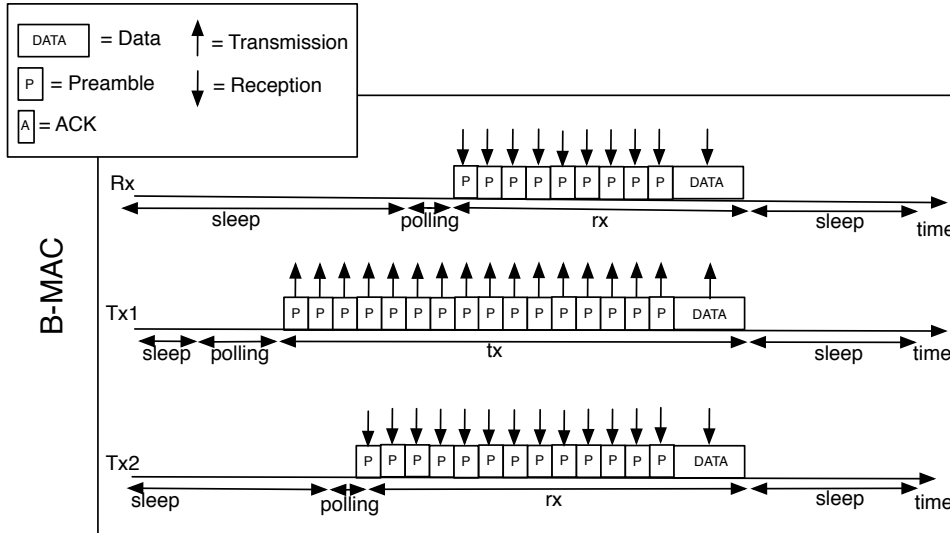 DATA = Data
= Transmission
P = Preamble
= Reception
A = ACK
B-MAC
Rx
P P P P P P P P P DATA
sleep polling rx sleep time
Tx1
P P P P P P P P P P P P P P P P DATA
sleep polling tx sleep time
Tx2
P P P P P P P P P P P P P DATA
sleep polling rx sleep time